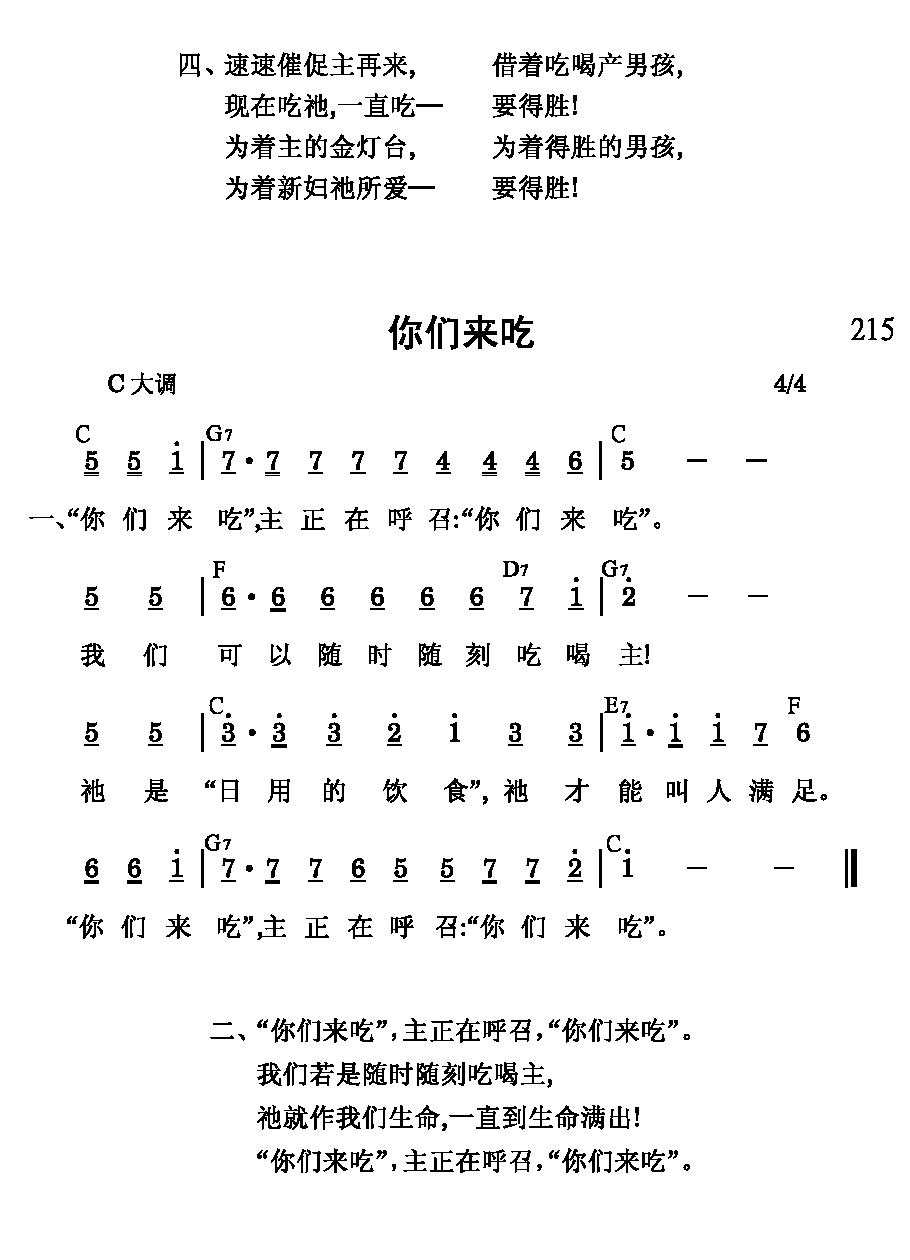 四、速速催促主再来, 借着吃喝产男孩,
现在吃祂,一直吃— 要得胜!
为着主的金灯台, 为着得胜的男孩,
为着新妇祂所爱— 要得胜!
你们来吃 215
C大调 4/4
C G7 C
5 5 i | 7 · 7 7 7 7 4 4 4 6 | 5 — —
一、“你们来吃”,主正在呼召:“你们来吃”。
F D7 G7
5 5 | 6 · 6 6 6 6 6 7 i | 2̇ — —
我们可以随时随刻吃喝主!
C E7 F
5 5 | 3̇ · 3̇ 3̇ 2̇ i 3 3 | i · i i 7 6
祂是“日用的饮食”,祂才能叫人满足。
G7 C
6 6 i | 7 · 7 7 6 5 5 7 7 2̇ | i — — ‖
“你们来吃”,主正在呼召:“你们来吃”。
二、“你们来吃”,主正在呼召,“你们来吃”。
我们若是随时随刻吃喝主,
祂就作我们生命,一直到生命满出!
“你们来吃”,主正在呼召,“你们来吃”。